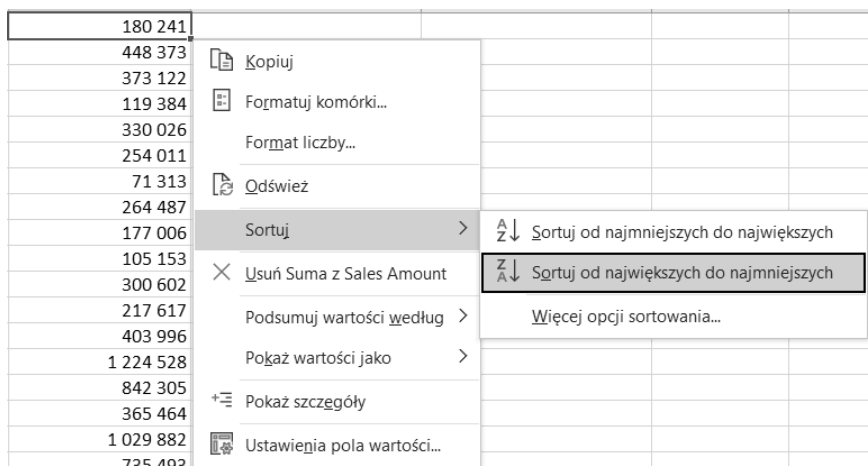 180 241
448 373
373 122
119 384
330 026
254 011
71 313
264 487
177 006
105 153
300 602
217 617
403 996
1 224 528
842 305
365 464
1 029 882
735 493
Kopiuj
Formatuj komórki...
Format liczby...
Odśwież
Sortuj
Usuń Suma z Sales Amount
Podsumuj wartości według
Pokaż wartości jako
Pokaż szczegóły
Ustawienia pola wartości...
Sortuj od najmniejszych do największych
Sortuj od największych do najmniejszych
Więcej opcji sortowania...